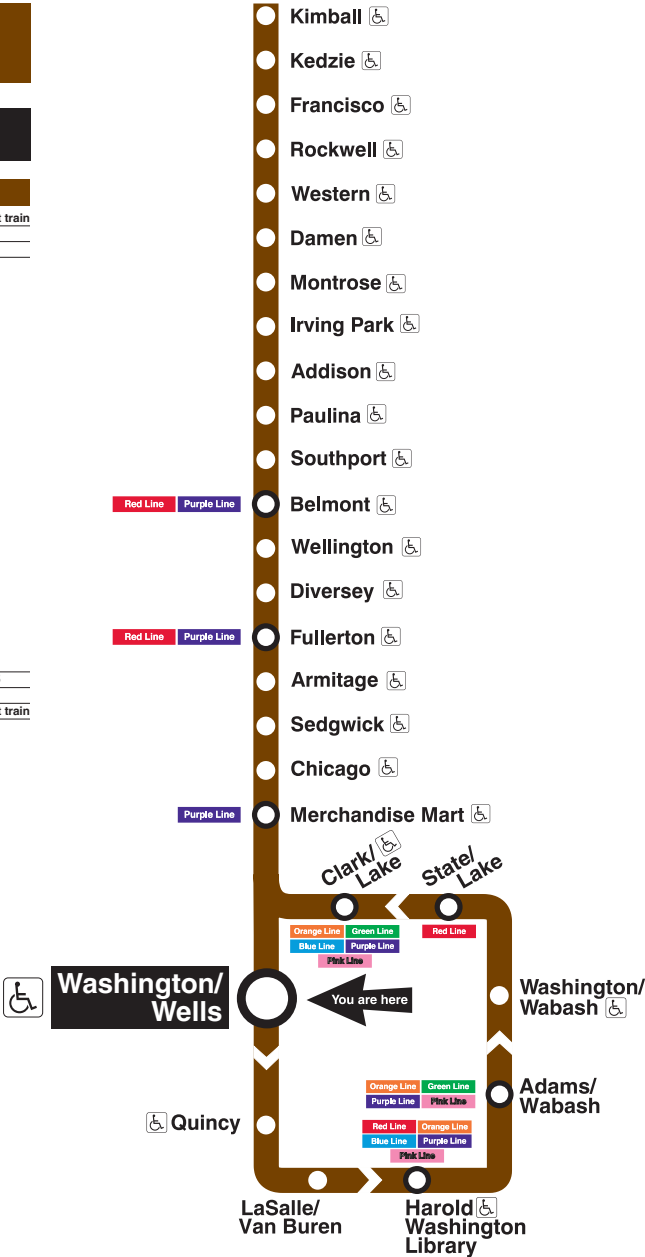 Kimball
Kedzie
Francisco
Rockwell
Western
t train
Damen
Montrose
Irving Park
Addison
Paulina
Southport
Red Line Purple Line Belmont
Wellington
Diversey
Red Line Purple Line Fullerton
Armitage
t train
Sedgwick
Chicago
Purple Line Merchandise Mart
Clark/
Lake
State/
Lake
Orange Line Green Line
Blue Line Purple Line
Pink Line
Red Line
Washington/
Wells
You are here
Washington/
Wabash
Orange Line Green Line
Purple Line Pink Line
Adams/
Wabash
Red Line Orange Line
Blue Line Purple Line
Pink Line
Quincy
LaSalle/
Van Buren
Harold
Washington
Library